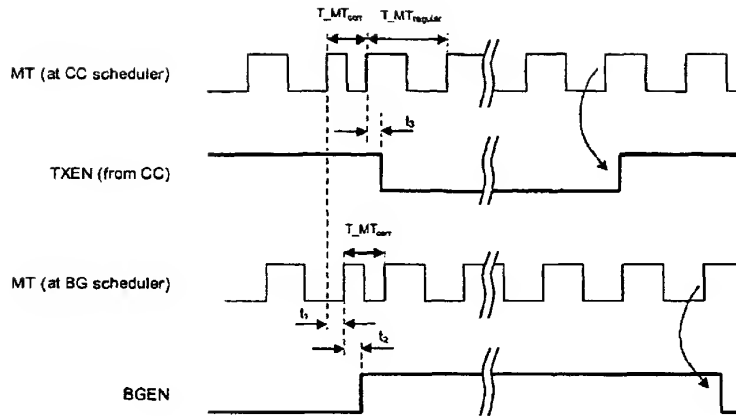 T_MTcorr T_MTregular
MT (at CC scheduler)
t3
TXEN (from CC)
T_MTcorr
MT (at BG scheduler)
t1
t2
BGEN